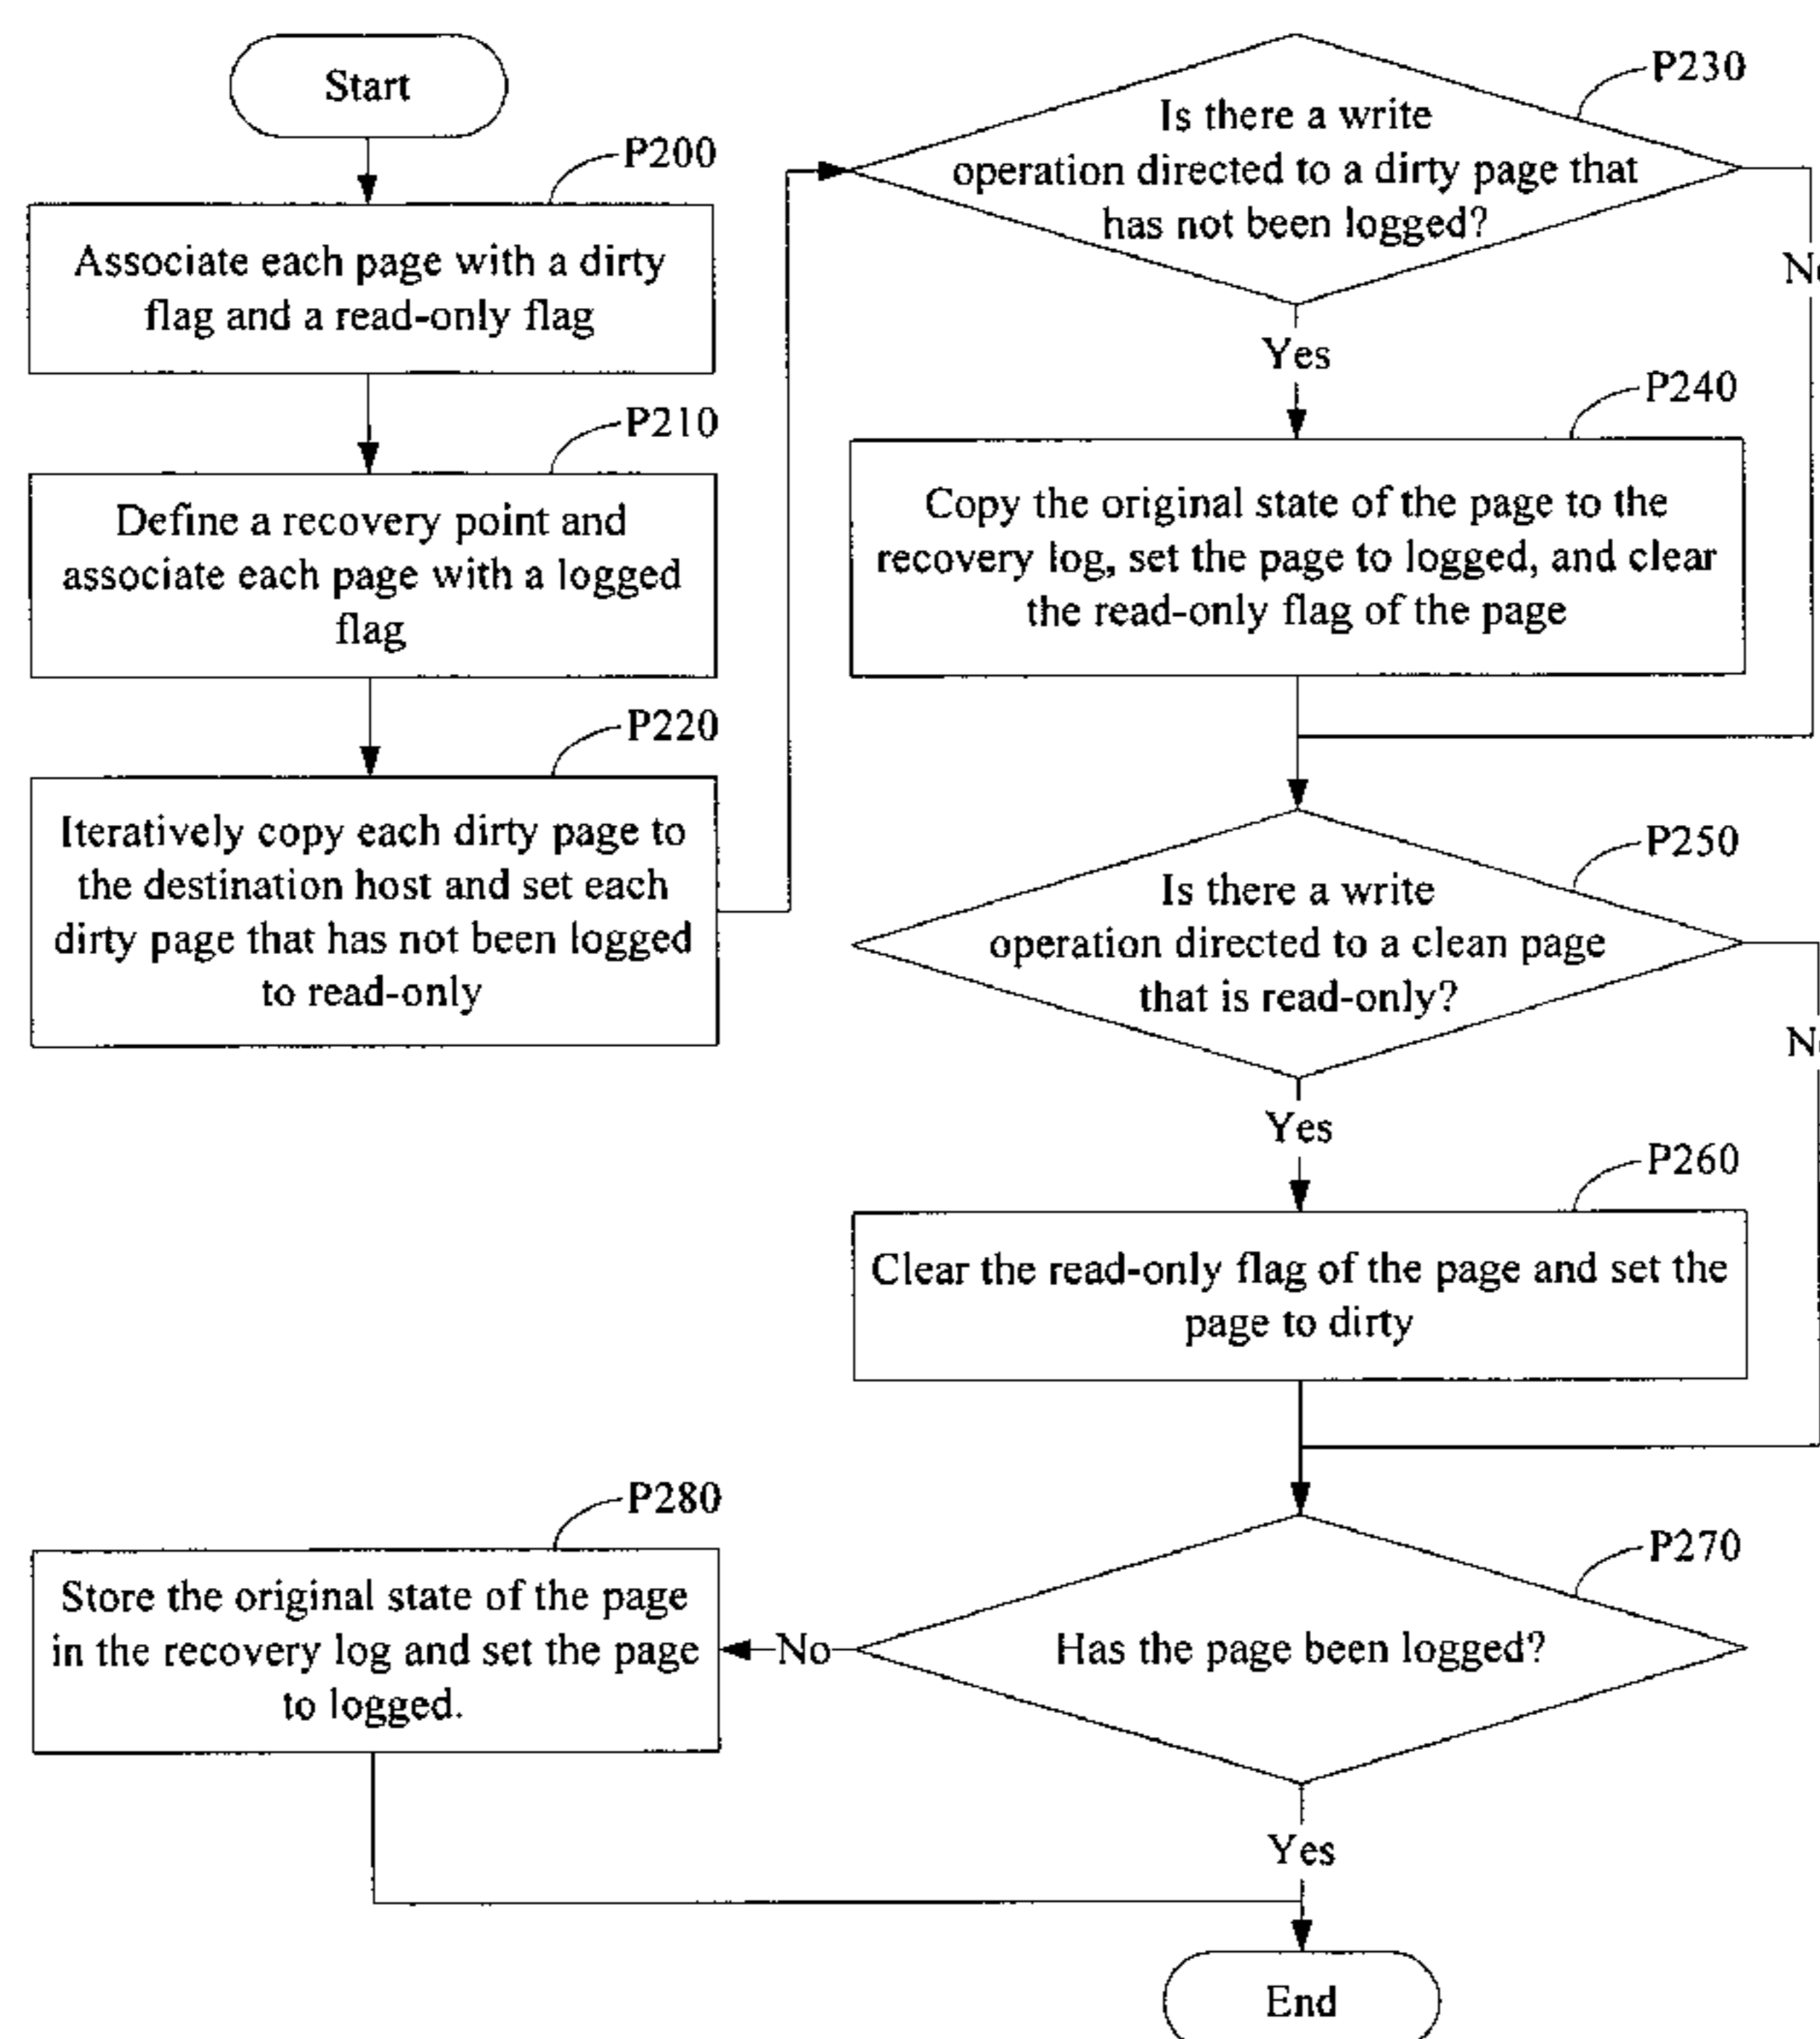 Start
P200
Associate each page with a dirty
flag and a read-only flag
P210
Define a recovery point and
associate each page with a logged
flag
P220
Iteratively copy each dirty page to
the destination host and set each
dirty page that has not been logged
to read-only
P230
Is there a write
operation directed to a dirty page that
has not been logged?
No
Yes
P240
Copy the original state of the page to the
recovery log, set the page to logged, and clear
the read-only flag of the page
P250
Is there a write
operation directed to a clean page
that is read-only?
No
Yes
P260
Clear the read-only flag of the page and set the
page to dirty
P270
Has the page been logged?
No
Yes
P280
Store the original state of the page
in the recovery log and set the page
to logged.
End